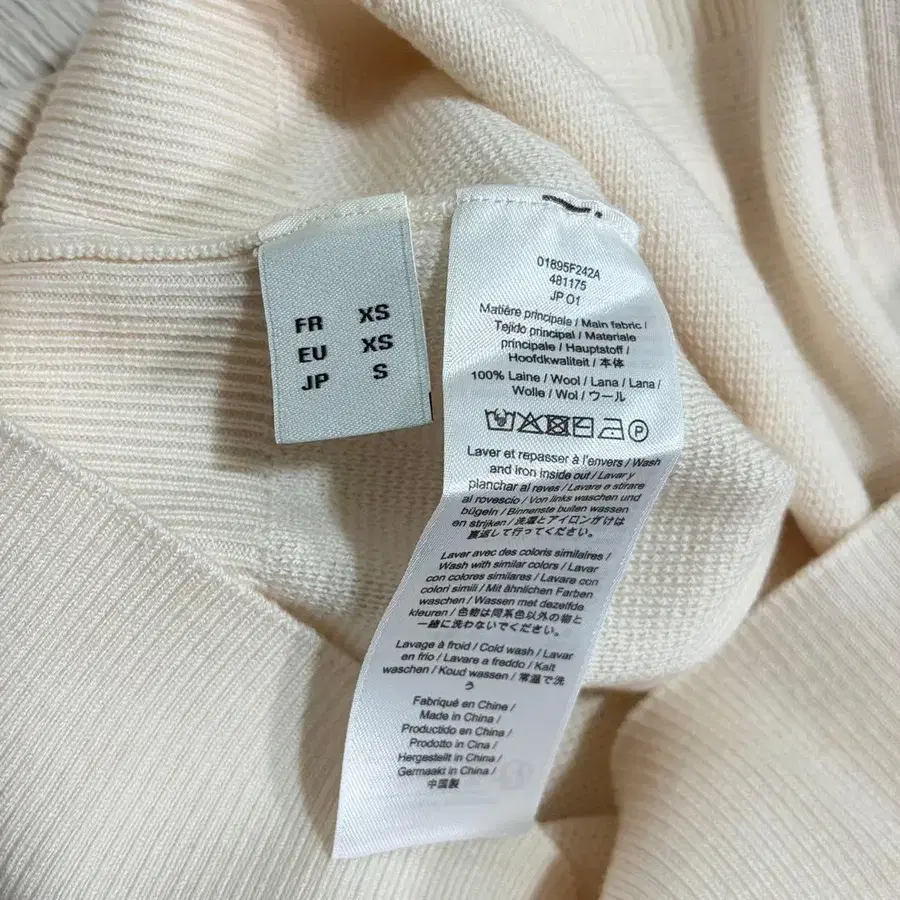 FR XS
EU XS
JP S
01895F242A
481175
JP 01
Matière principale / Main fabric /
Tejido principal / Materiale
principale / Hauptstoff /
Hoofdkwaliteit / 本体
100% Laine / Wool / Lana / Lana /
Wolle / Wol / ウール
P
Laver et repasser à l'envers / Wash
and iron inside out / Lavar y
planchar al reves / Lavare e stirare
al rovescio / Von links waschen und
bügeln / Binnenste buiten wassen
en strijken / 洗濯とアイロンがけは
裏返して行ってください。
Laver avec des coloris similaires /
Wash with similar colors / Lavar
con colores similares / Lavare con
colori simili / Mit ähnlichen Farben
waschen / Wassen met dezelfde
kleuren / 色物は同系色以外の物と
一緒に洗わないでください。
Lavage à froid / Cold wash / Lavar
en frio / Lavare a freddo / Kalt
waschen / Koud wassen / 常温で洗
う
Fabriqué en Chine /
Made in China /
Producido en China /
Prodotto in Cina /
Hergestellt in China /
Germaakt in China /
中国製